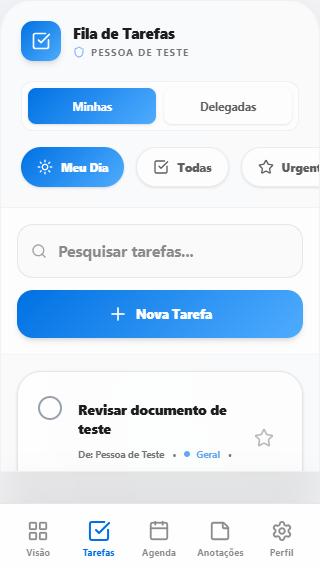 Fila de Tarefas
PESSOA DE TESTE
Minhas
Delegadas
Meu Dia
Todas
Pesquisar tarefas...
Nova Tarefa
Revisar documento de
teste
De: Pessoa de Teste • Geral •
Visão
Tarefas
Agenda
Anotações
Perfil